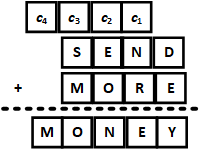 c4 c3 c2 c1
S E N D
+ M O R E
M O N E Y